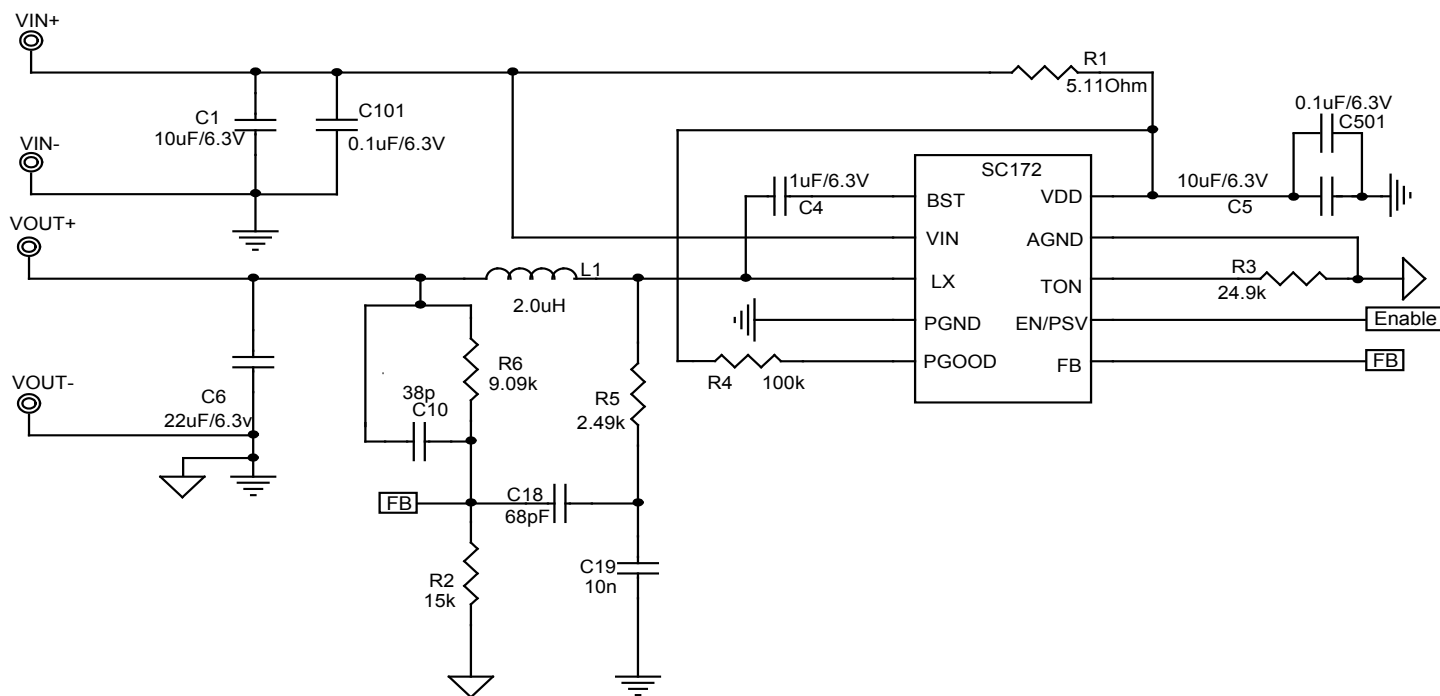 VIN+
R1
5.11Ohm
C1
10uF/6.3V
C101
0.1uF/6.3V
0.1uF/6.3V
C501
VIN-
SC172
1uF/6.3V
C4
BST
VDD
10uF/6.3V
C5
VOUT+
VIN
AGND
L1
2.0uH
LX
TON
R3
24.9k
PGND
EN/PSV
Enable
R4
100k
PGOOD
FB
FB
VOUT-
C6
22uF/6.3v
R6
9.09k
38p
C10
R5
2.49k
FB
C18
68pF
R2
15k
C19
10n